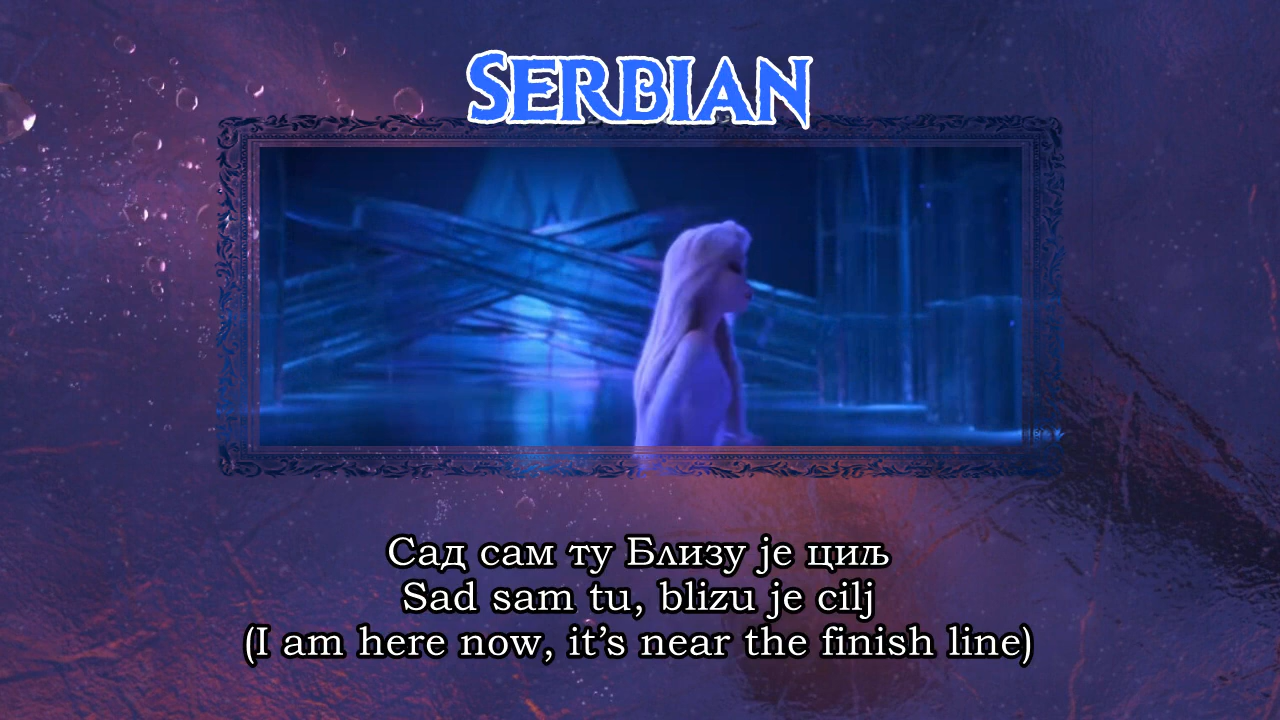 SERBIAN
Сад сам ту Близу је циљ
Sad sam tu, blizu je cilj
(I am here now, it’s near the finish line)